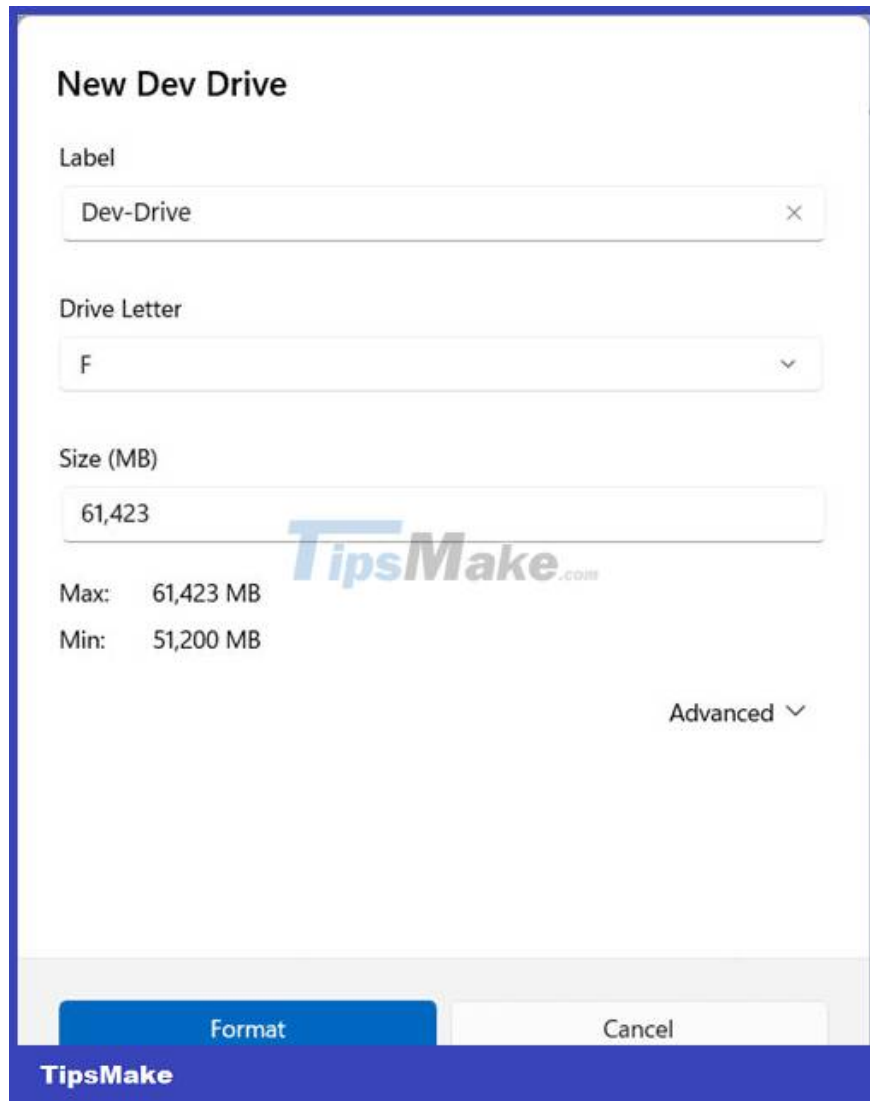 New Dev Drive
Label
Dev-Drive
Drive Letter
F
Size (MB)
61,423
TipsMake.com
Max: 61,423 MB
Min: 51,200 MB
Advanced
Format
Cancel
TipsMake